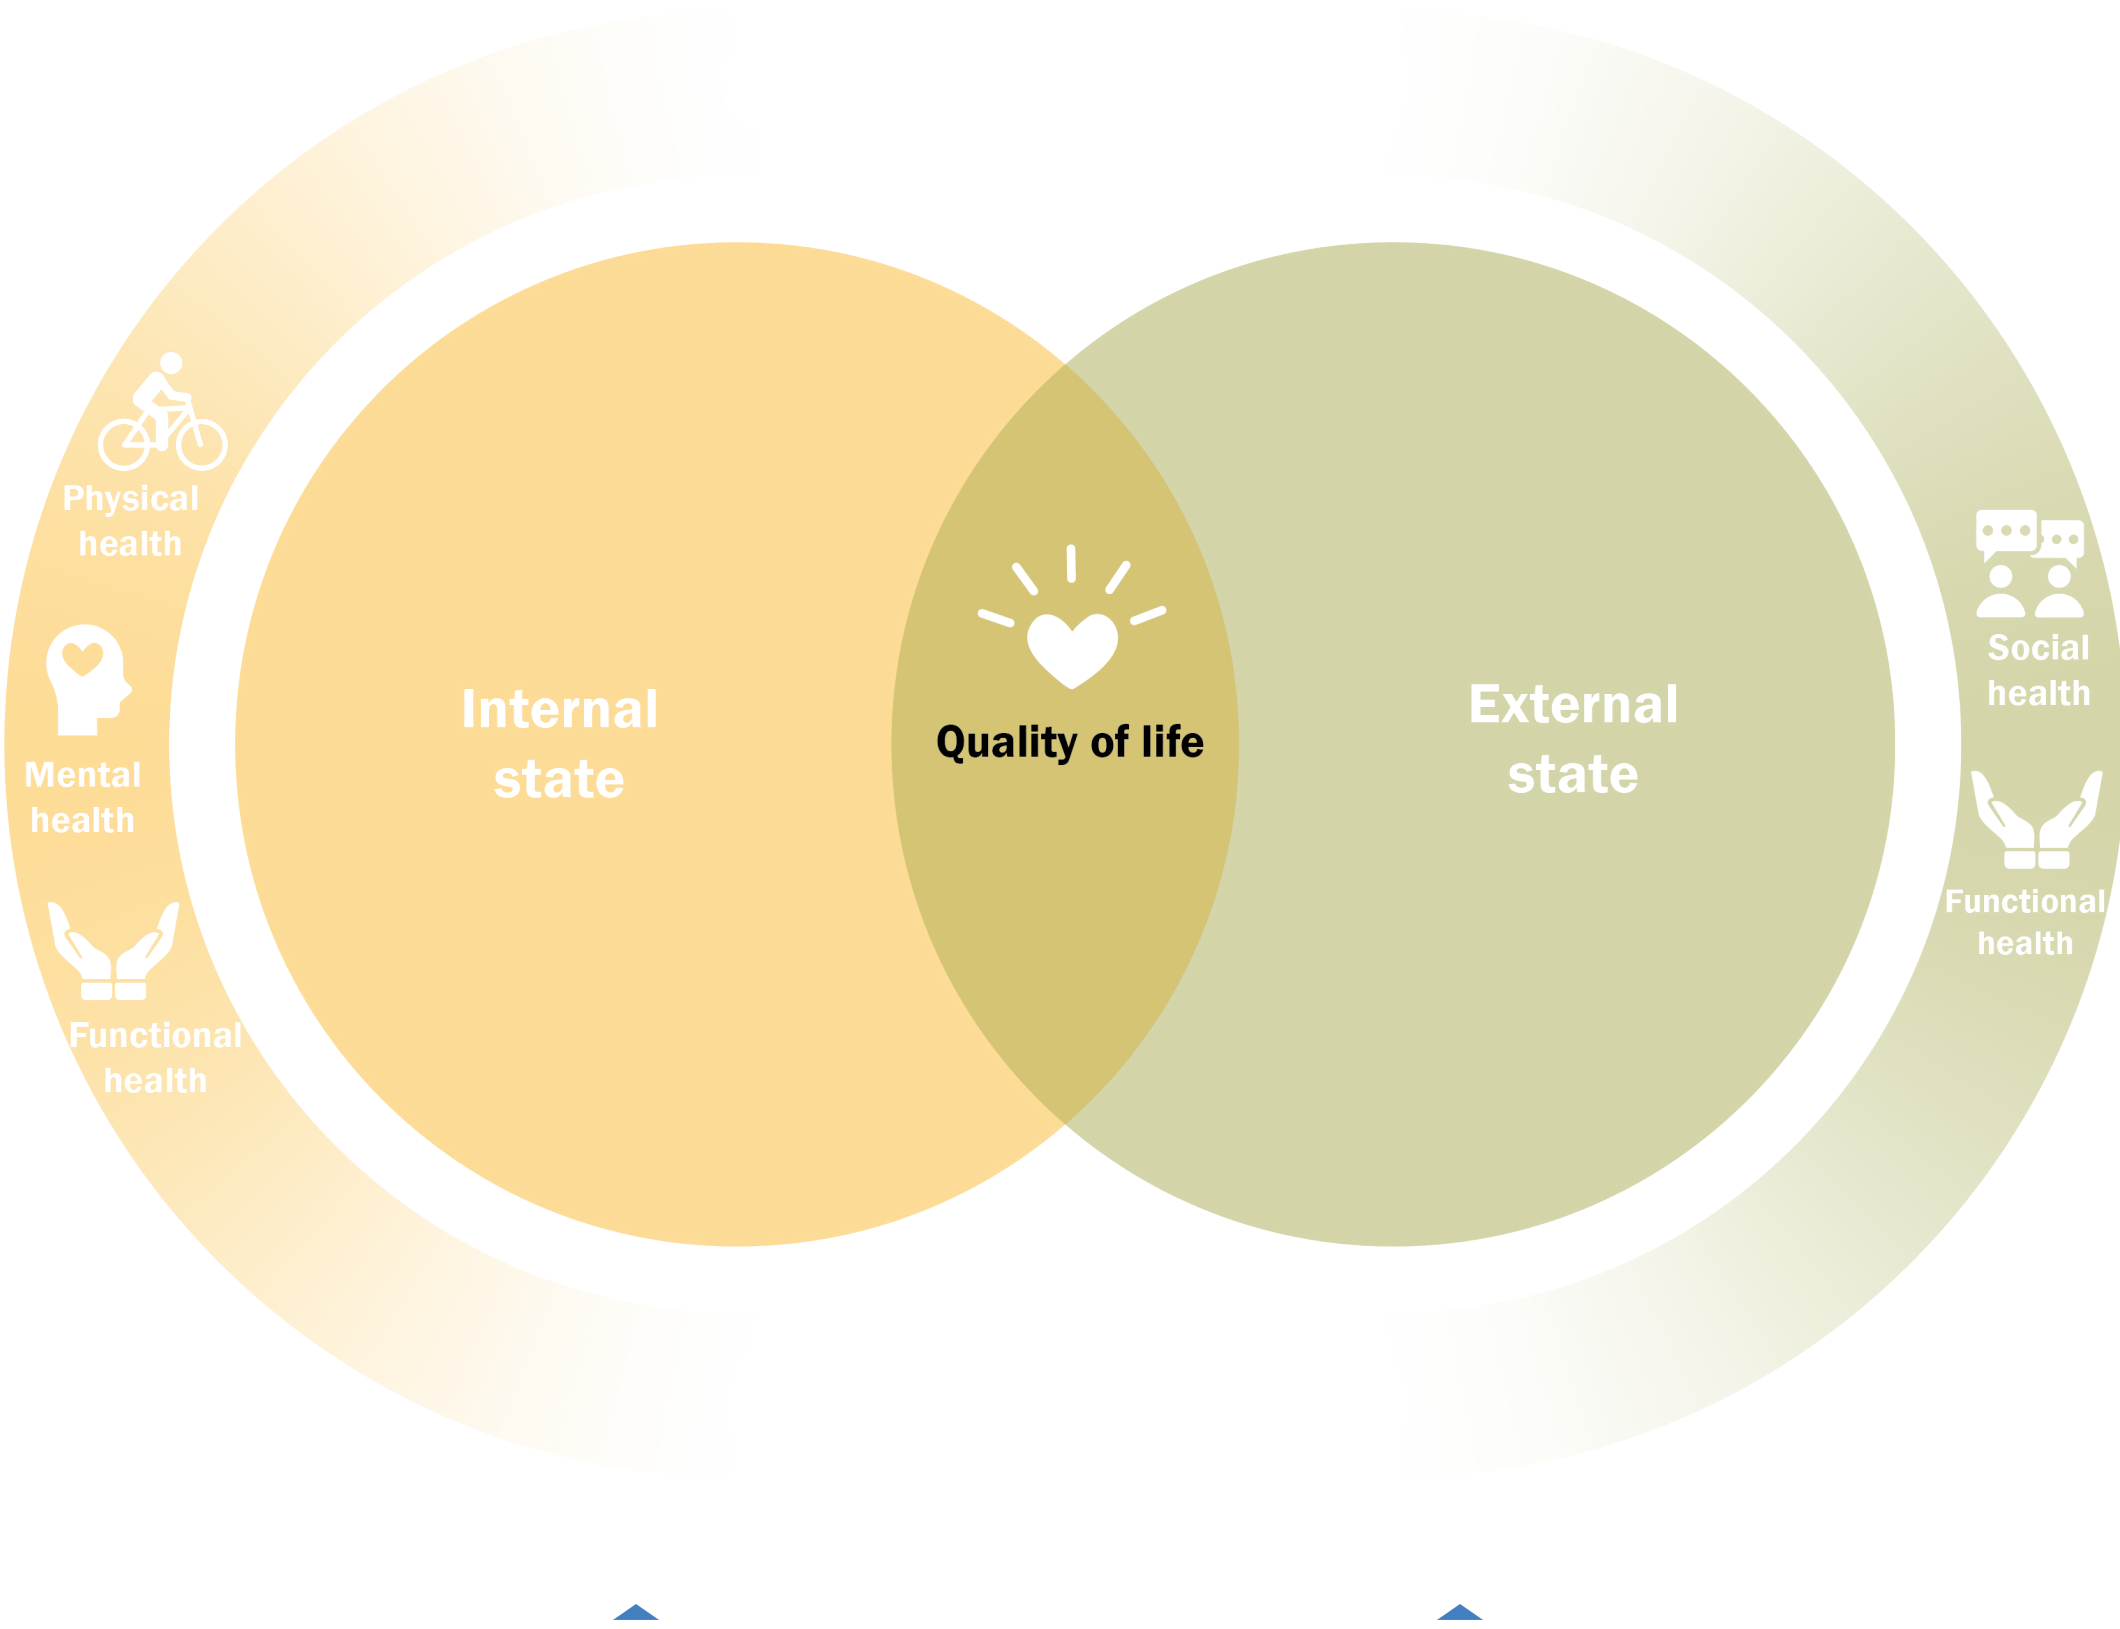 Physical
health
Mental
health
Functional
health
Internal
state
Quality of life
External
state
Social
health
Functional
health